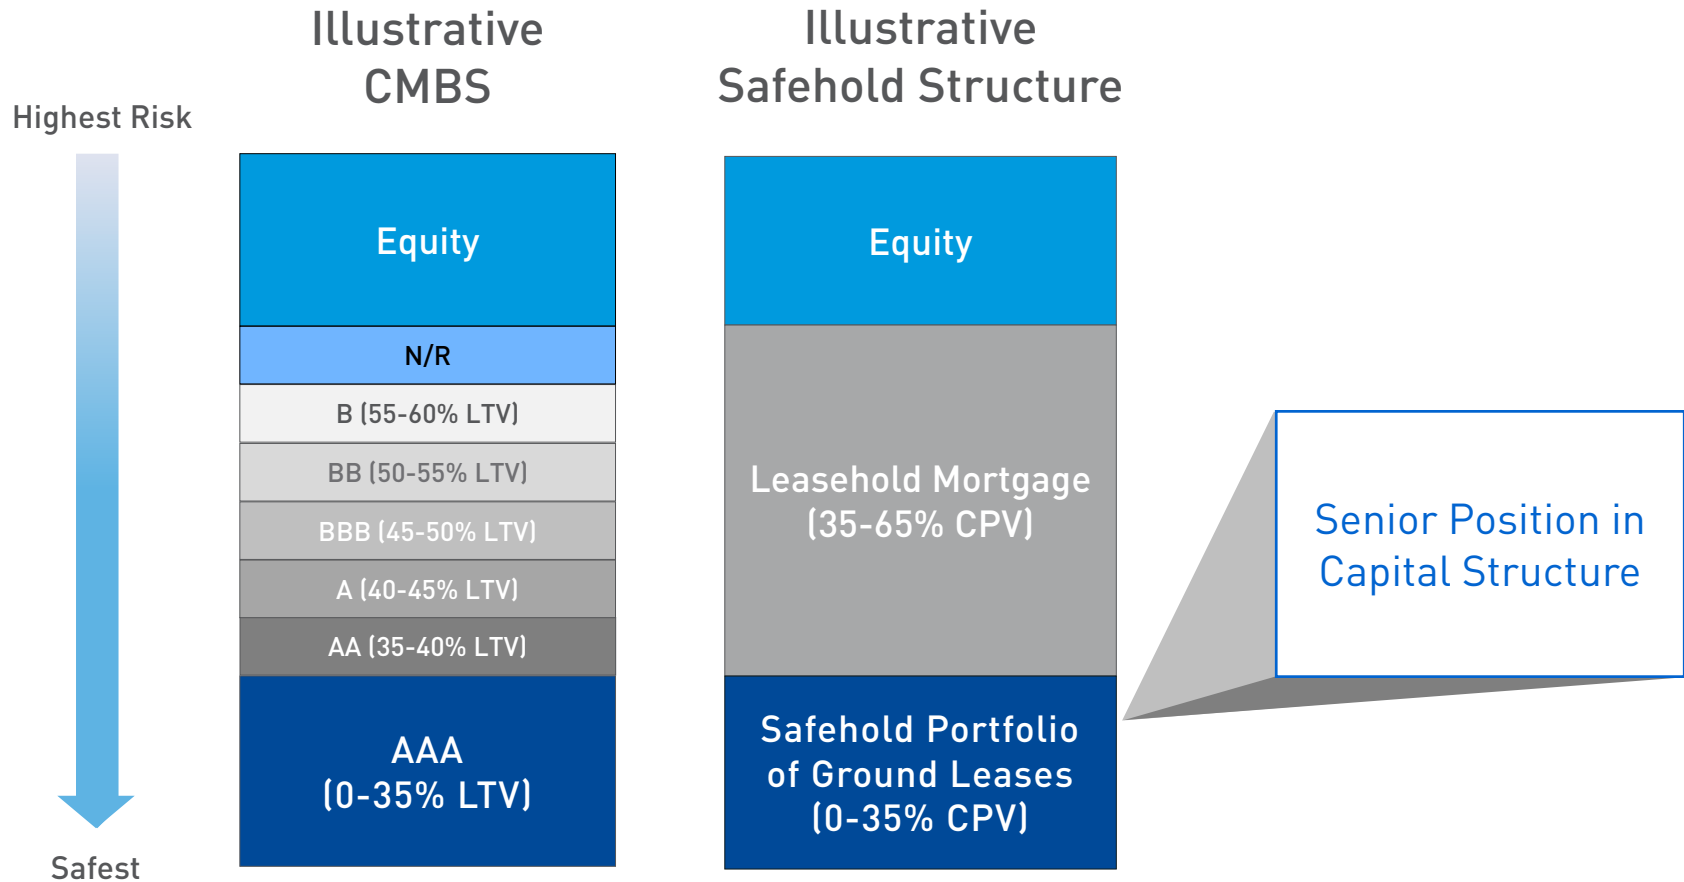 Illustrative
CMBS
Illustrative
Safehold Structure
Highest Risk
Safest
Equity
N/R
B (55-60% LTV)
BB (50-55% LTV)
BBB (45-50% LTV)
A (40-45% LTV)
AA (35-40% LTV)
AAA
(0-35% LTV)
Equity
Leasehold Mortgage
(35-65% CPV)
Safehold Portfolio
of Ground Leases
(0-35% CPV)
Senior Position in
Capital Structure